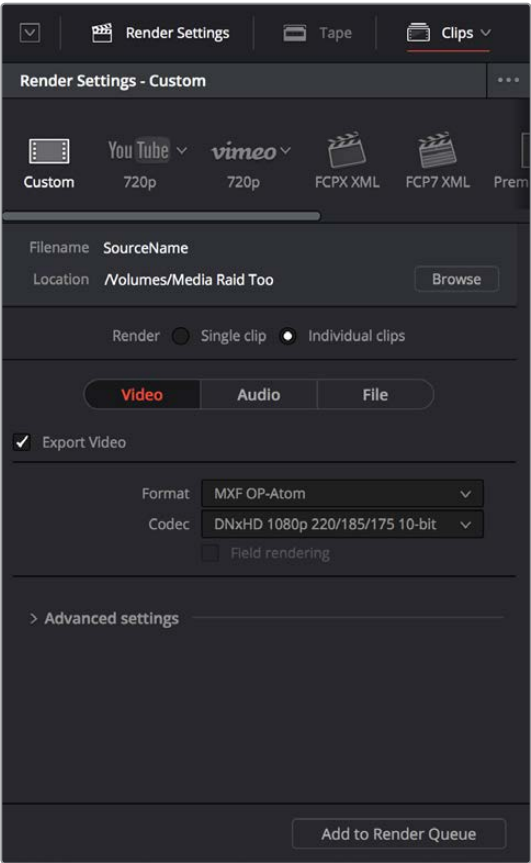 Render Settings Tape Clips
Render Settings - Custom
YouTube vimeo
Custom 720p 720p FCPX XML FCP7 XML Prem
Filename SourceName
Location /Volumes/Media Raid Too Browse
Render Single clip Individual clips
Video Audio File
Export Video
Format MXF OP-Atom
Codec DNxHD 1080p 220/185/175 10-bit
Field rendering
> Advanced settings
Add to Render Queue